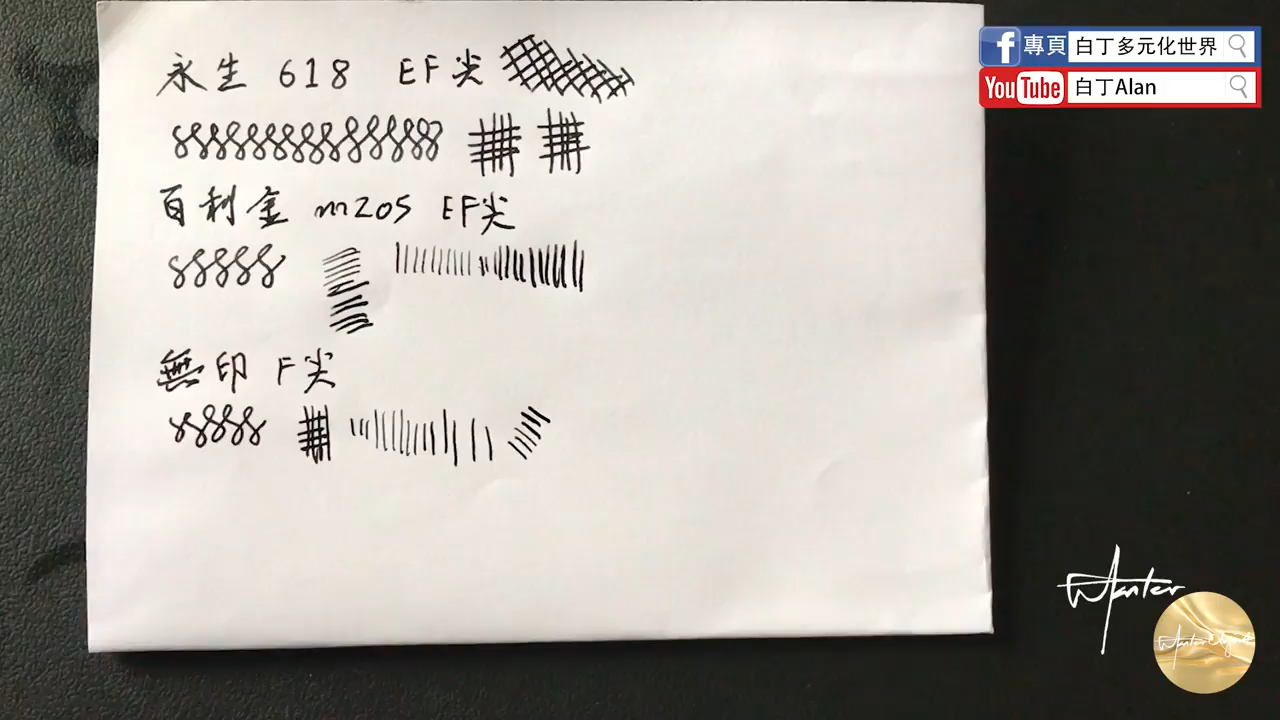 永生 618 EF尖
百利金 m205 EF尖
無印 F尖
專頁 白丁多元化世界
YouTube 白丁Alan